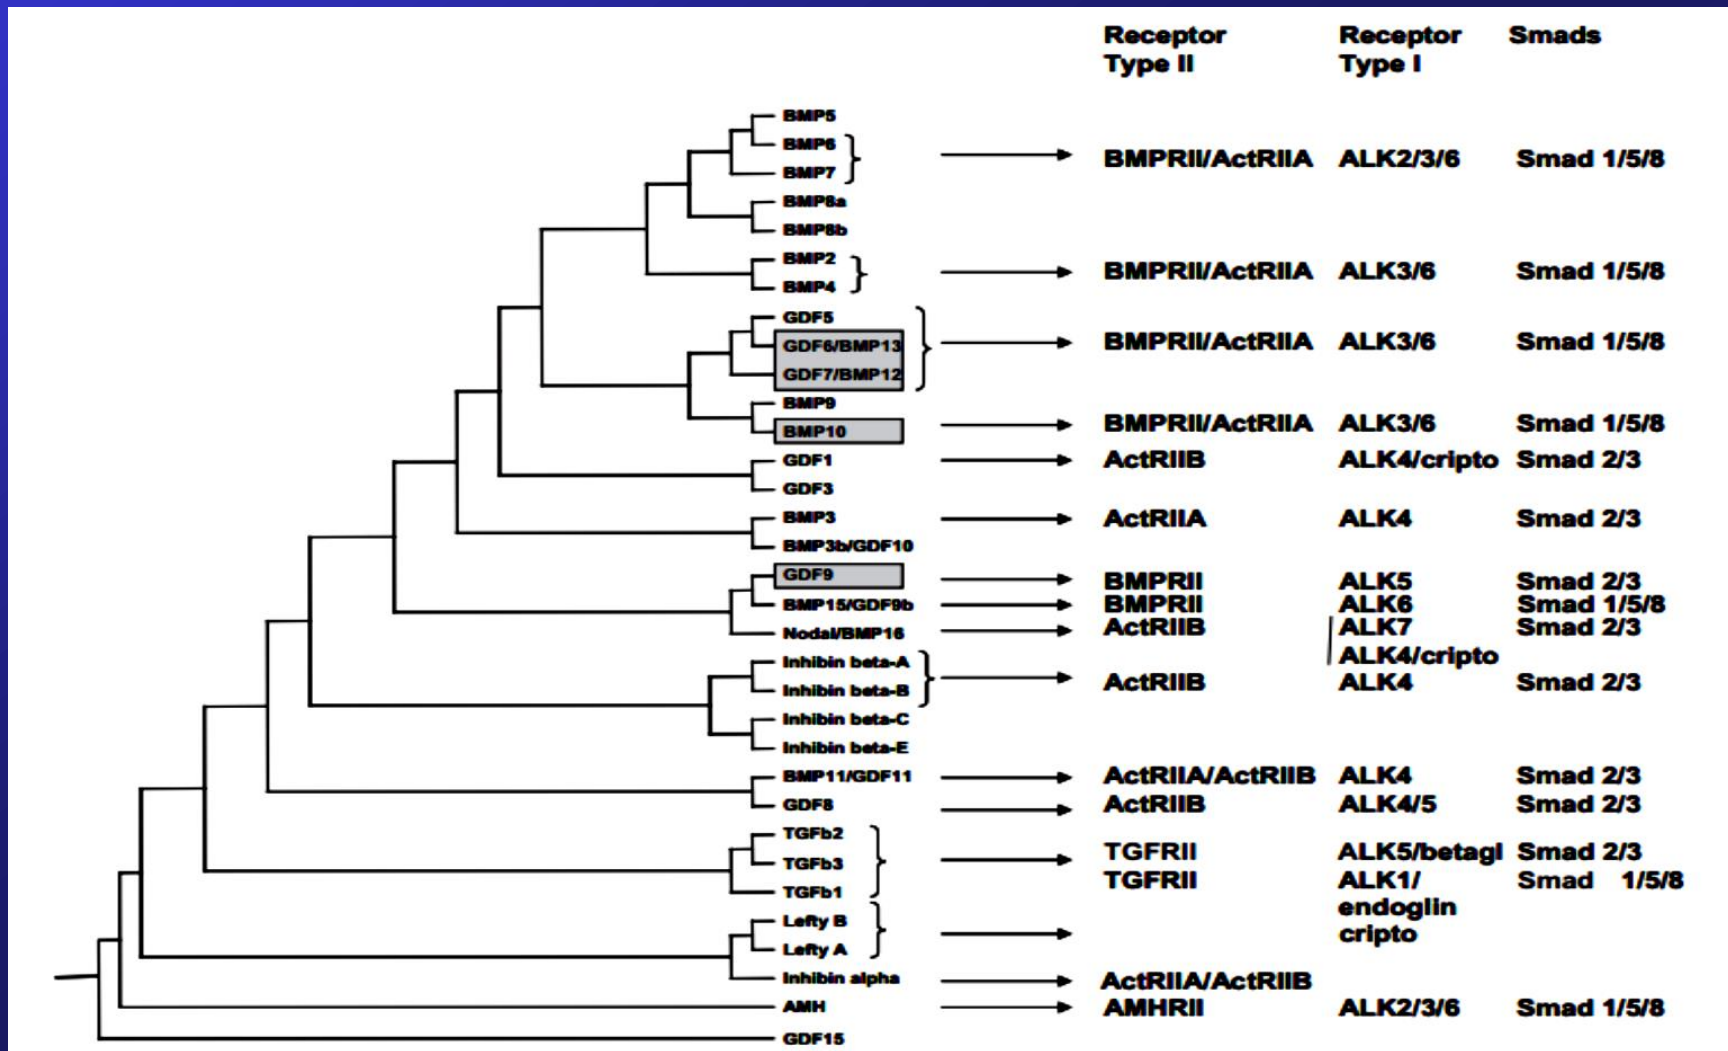 Receptor Type II Receptor Type I Smads
BMP5
BMP6
BMP7
BMPRII/ActRIIA ALK2/3/6 Smad 1/5/8
BMP8a
BMP8b
BMP2
BMP4
BMPRII/ActRIIA ALK3/6 Smad 1/5/8
GDF5
GDF6/BMP13
GDF7/BMP12
BMPRII/ActRIIA ALK3/6 Smad 1/5/8
BMP9
BMP10 BMPRII/ActRIIA ALK3/6 Smad 1/5/8
GDF1 ActRIIB ALK4/cripto Smad 2/3
GDF3
BMP3 ActRIIA ALK4 Smad 2/3
BMP3b/GDF10
GDF9 BMPRII ALK5 Smad 2/3
BMP15/GDF9b BMPRII ALK6 Smad 1/5/8
Nodal/BMP16 ActRIIB ALK7 Smad 2/3
ALK4/cripto
Inhibin beta-A
Inhibin beta-B ActRIIB ALK4 Smad 2/3
Inhibin beta-C
Inhibin beta-E
BMP11/GDF11 ActRIIA/ActRIIB ALK4 Smad 2/3
GDF8 ActRIIB ALK4/5 Smad 2/3
TGFb2
TGFb3 TGFRII ALK5/betagl Smad 2/3
TGFb1 TGFRII ALK1/ Smad 1/5/8
endoglin
Lefty B
cripto
Lefty A
Inhibin alpha ActRIIA/ActRIIB
AMH AMHRII ALK2/3/6 Smad 1/5/8
GDF15